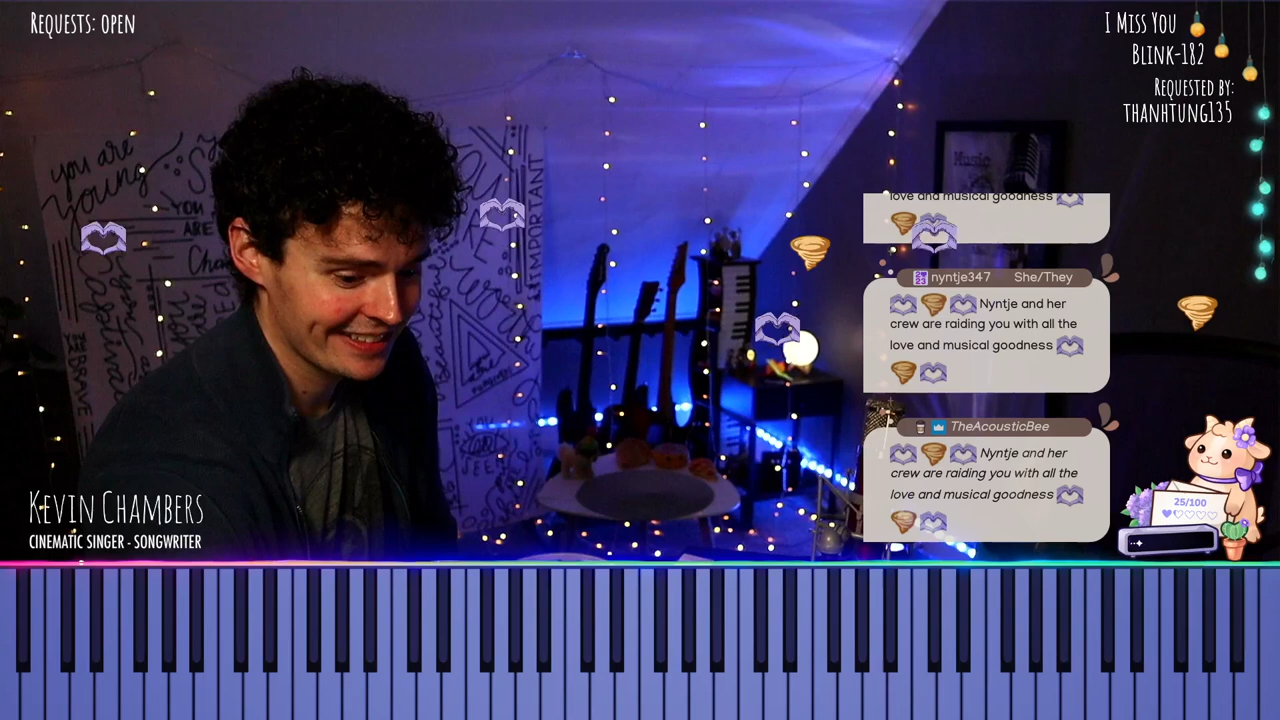 REQUESTS: OPEN
I MISS YOU
BLINK-182
REQUESTED BY:
THANHTUNG135
you are
young
YOU
ARE
IMPORTANT
BRAVE
Music
love and musical goodness
nyntje347 She/They
Nyntje and her
crew are raiding you with all the
love and musical goodness
TheAcousticBee
Nyntje and her
crew are raiding you with all the
love and musical goodness
25/100
KEVIN CHAMBERS
CINEMATIC SINGER - SONGWRITER